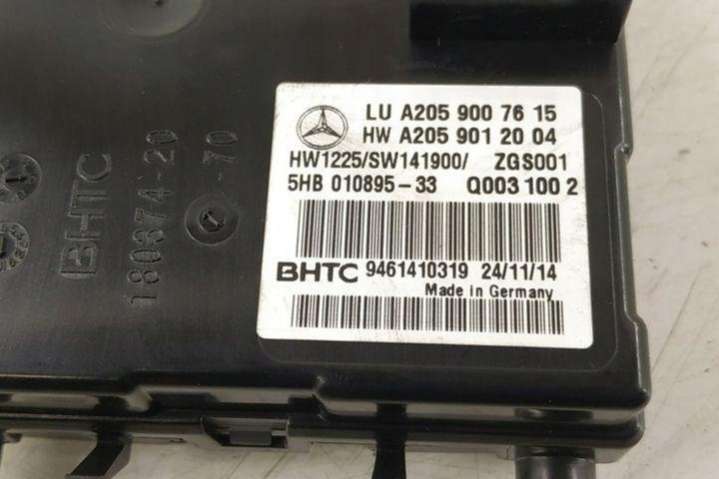 LU A205 900 76 15
HW A205 901 20 04
HW1225/SW141900/ ZGS001
5HB 010895-33 Q003 100 2
BHTC 9461410319 24/11/14
Made in Germany
BHTC
180374-20
-70